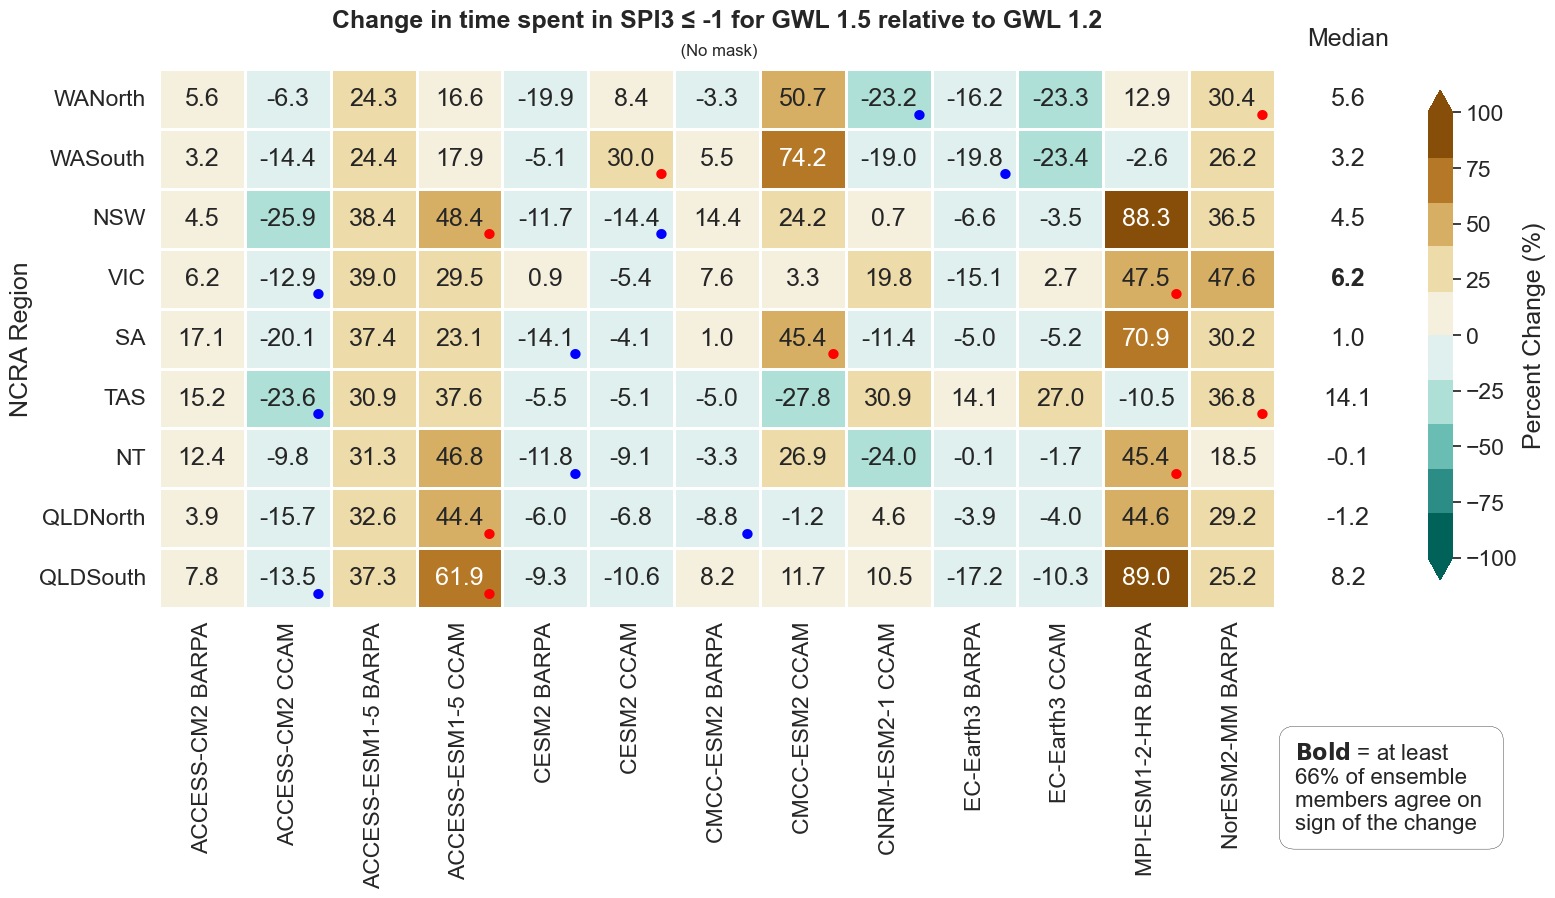 Change in time spent in SPI3 ≤ -1 for GWL 1.5 relative to GWL 1.2
(No mask)
Median
WANorth 5.6 -6.3 24.3 16.6 -19.9 8.4 -3.3 50.7 -23.2 -16.2 -23.3 12.9 30.4 5.6
WASouth 3.2 -14.4 24.4 17.9 -5.1 30.0 5.5 74.2 -19.0 -19.8 -23.4 -2.6 26.2 3.2
NSW 4.5 -25.9 38.4 48.4 -11.7 -14.4 14.4 24.2 0.7 -6.6 -3.5 88.3 36.5 4.5
VIC 6.2 -12.9 39.0 29.5 0.9 -5.4 7.6 3.3 19.8 -15.1 2.7 47.5 47.6 6.2
SA 17.1 -20.1 37.4 23.1 -14.1 -4.1 1.0 45.4 -11.4 -5.0 -5.2 70.9 30.2 1.0
TAS 15.2 -23.6 30.9 37.6 -5.5 -5.1 -5.0 -27.8 30.9 14.1 27.0 -10.5 36.8 14.1
NT 12.4 -9.8 31.3 46.8 -11.8 -9.1 -3.3 26.9 -24.0 -0.1 -1.7 45.4 18.5 -0.1
QLDNorth 3.9 -15.7 32.6 44.4 -6.0 -6.8 -8.8 -1.2 4.6 -3.9 -4.0 44.6 29.2 -1.2
QLDSouth 7.8 -13.5 37.3 61.9 -9.3 -10.6 8.2 11.7 10.5 -17.2 -10.3 89.0 25.2 8.2
NCRA Region
ACCESS-CM2 BARPA
ACCESS-CM2 CCAM
ACCESS-ESM1-5 BARPA
ACCESS-ESM1-5 CCAM
CESM2 BARPA
CESM2 CCAM
CMCC-ESM2 BARPA
CMCC-ESM2 CCAM
CNRM-ESM2-1 CCAM
EC-Earth3 BARPA
EC-Earth3 CCAM
MPI-ESM1-2-HR BARPA
NorESM2-MM BARPA
100
75
50
25
0
−25
−50
−75
−100
Percent Change (%)
Bold = at least
66% of ensemble
members agree on
sign of the change